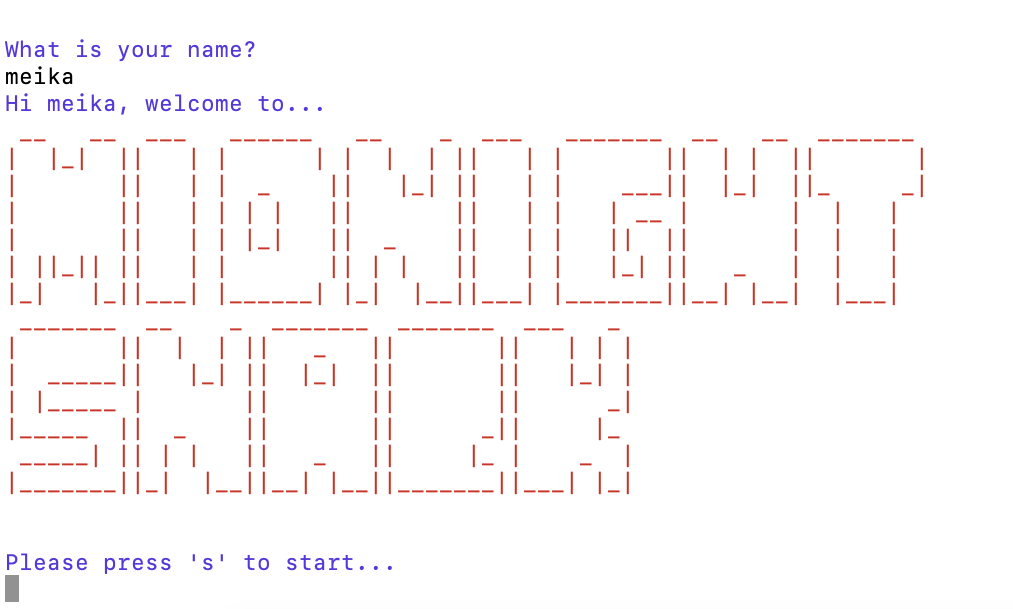 What is your name?
meika
Hi meika, welcome to...
MIDNIGHT
SNACK
Please press 's' to start...